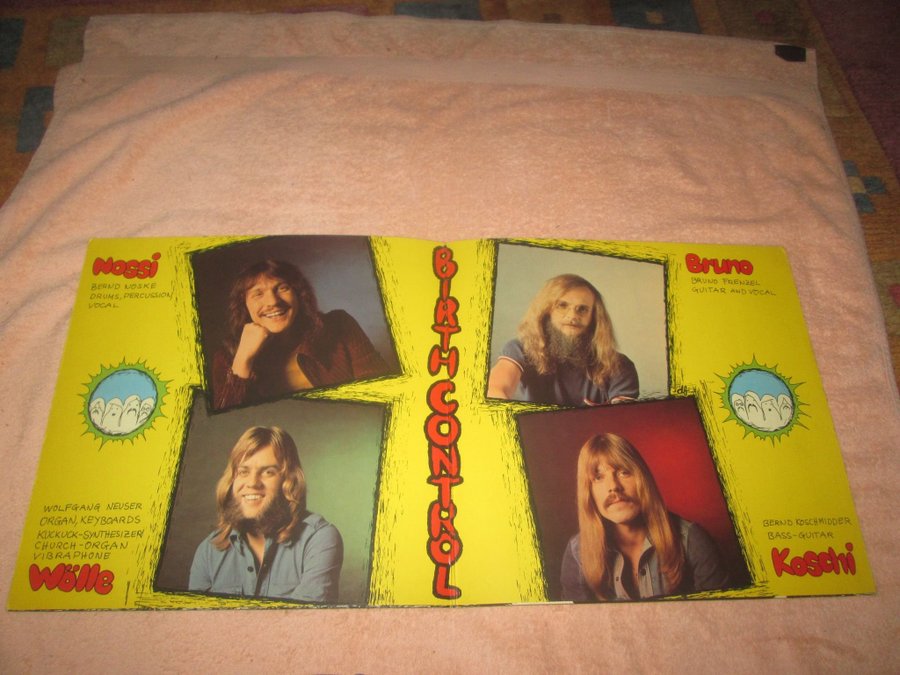 Nossi
BERND NOSKE
DRUMS, PERCUSSION,
VOCAL
BIRTH CONTROL
Bruno
BRUNO FRENZEL
GUITAR AND VOCAL
WOLFGANG NEUSER
ORGAN, KEYBOARDS
KUCKUCK-SYNTHESIZER
CHURCH-ORGAN
VIBRAPHONE
Wölle
BERND KOSCHMIDDER
BASS-GUITAR
Koschi